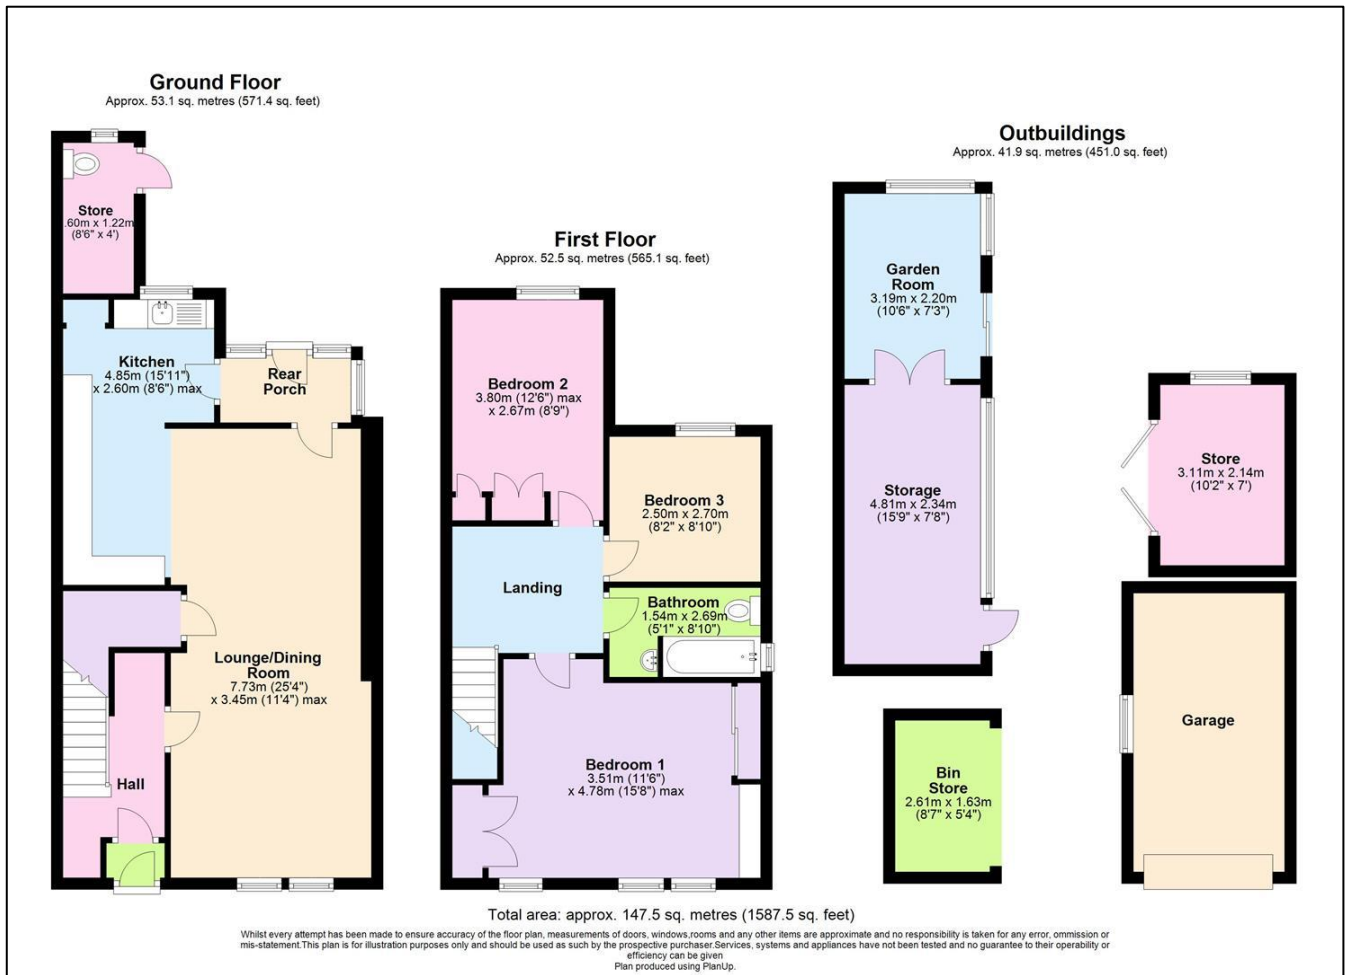 Ground Floor
Approx. 53.1 sq. metres (571.4 sq. feet)
Store
.60m x 1.22m
(8'6" x 4')
Kitchen
4.85m (15'11")
x 2.60m (8'6") max
Rear
Porch
Lounge/Dining
Room
7.73m (25'4")
x 3.45m (11'4") max
Hall
First Floor
Approx. 52.5 sq. metres (565.1 sq. feet)
Bedroom 2
3.80m (12'6") max
x 2.67m (8'9")
Bedroom 3
2.50m x 2.70m
(8'2" x 8'10")
Landing
Bathroom
1.54m x 2.69m
(5'1" x 8'10")
Bedroom 1
3.51m (11'6")
x 4.78m (15'8") max
Outbuildings
Approx. 41.9 sq. metres (451.0 sq. feet)
Garden
Room
3.19m x 2.20m
(10'6" x 7'3")
Storage
4.81m x 2.34m
(15'9" x 7'8")
Store
3.11m x 2.14m
(10'2" x 7')
Garage
Bin
Store
2.61m x 1.63m
(8'7" x 5'4")
Total area: approx. 147.5 sq. metres (1587.5 sq. feet)
Whilst every attempt has been made to ensure accuracy of the floor plan, measurements of doors, windows,rooms and any other items are approximate and no responsibility is taken for any error, ommission or
mis-statement.This plan is for illustration purposes only and should be used as such by the prospective purchaser.Services, systems and appliances have not been tested and no guarantee to their operability or
efficiency can be given
Plan produced using PlanUp.